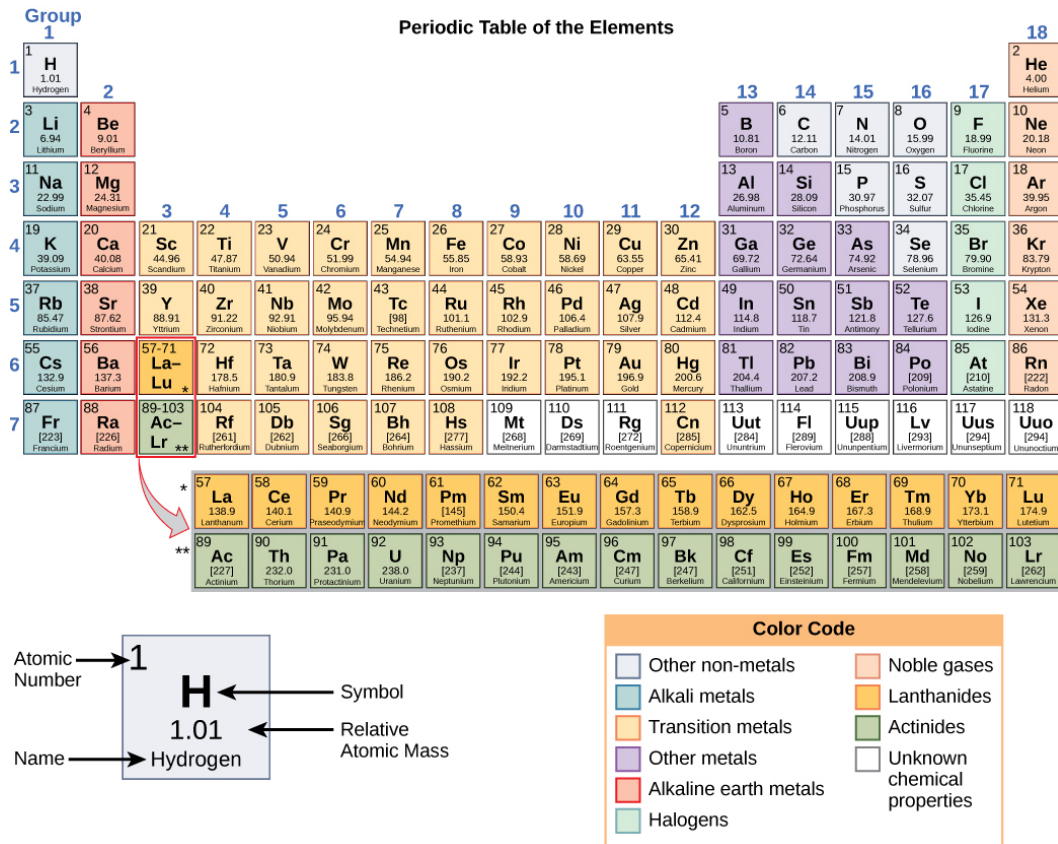 Group
Periodic Table of the Elements
1
18
1
1
H
1.01
Hydrogen
2
He
4.00
Helium
2
13
14
15
16
17
2
3
Li
6.94
Lithium
4
Be
9.01
Beryllium
5
B
10.81
Boron
6
C
12.11
Carbon
7
N
14.01
Nitrogen
8
O
15.99
Oxygen
9
F
18.99
Fluorine
10
Ne
20.18
Neon
3
11
Na
22.99
Sodium
12
Mg
24.31
Magnesium
13
Al
26.98
Aluminum
14
Si
28.09
Silicon
15
P
30.97
Phosphorus
16
S
32.07
Sulfur
17
Cl
35.45
Chlorine
18
Ar
39.95
Argon
3
4
5
6
7
8
9
10
11
12
4
19
K
39.09
Potassium
20
Ca
40.08
Calcium
21
Sc
44.96
Scandium
22
Ti
47.87
Titanium
23
V
50.94
Vanadium
24
Cr
51.99
Chromium
25
Mn
54.94
Manganese
26
Fe
55.85
Iron
27
Co
58.93
Cobalt
28
Ni
58.69
Nickel
29
Cu
63.55
Copper
30
Zn
65.41
Zinc
31
Ga
69.72
Gallium
32
Ge
72.64
Germanium
33
As
74.92
Arsenic
34
Se
78.96
Selenium
35
Br
79.90
Bromine
36
Kr
83.79
Krypton
5
37
Rb
85.47
Rubidium
38
Sr
87.62
Strontium
39
Y
88.91
Yttrium
40
Zr
91.22
Zirconium
41
Nb
92.91
Niobium
42
Mo
95.94
Molybdenum
43
Tc
[98]
Technetium
44
Ru
101.1
Ruthenium
45
Rh
102.9
Rhodium
46
Pd
106.4
Palladium
47
Ag
107.9
Silver
48
Cd
112.4
Cadmium
49
In
114.8
Indium
50
Sn
118.7
Tin
51
Sb
121.8
Antimony
52
Te
127.6
Tellurium
53
I
126.9
Iodine
54
Xe
131.3
Xenon
6
55
Cs
132.9
Cesium
56
Ba
137.3
Barium
57-71
La–
Lu *
72
Hf
178.5
Hafnium
73
Ta
180.9
Tantalum
74
W
183.8
Tungsten
75
Re
186.2
Rhenium
76
Os
190.2
Osmium
77
Ir
192.2
Iridium
78
Pt
195.1
Platinum
79
Au
196.9
Gold
80
Hg
200.6
Mercury
81
Tl
204.4
Thallium
82
Pb
207.2
Lead
83
Bi
208.9
Bismuth
84
Po
[209]
Polonium
85
At
[210]
Astatine
86
Rn
[222]
Radon
7
87
Fr
[223]
Francium
88
Ra
[226]
Radium
89-103
Ac–
Lr **
104
Rf
[261]
Rutherfordium
105
Db
[262]
Dubnium
106
Sg
[266]
Seaborgium
107
Bh
[264]
Bohrium
108
Hs
[277]
Hassium
109
Mt
[268]
Meitnerium
110
Ds
[269]
Darmstadtium
111
Rg
[272]
Roentgenium
112
Cn
[285]
Copernicium
113
Uut
[284]
Ununtrium
114
Fl
[289]
Flerovium
115
Uup
[288]
Ununpentium
116
Lv
[293]
Livermorium
117
Uus
[294]
Ununseptium
118
Uuo
[294]
Ununoctium
*
57
La
138.9
Lanthanum
58
Ce
140.1
Cerium
59
Pr
140.9
Praseodymium
60
Nd
144.2
Neodymium
61
Pm
[145]
Promethium
62
Sm
150.4
Samarium
63
Eu
151.9
Europium
64
Gd
157.3
Gadolinium
65
Tb
158.9
Terbium
66
Dy
162.5
Dysprosium
67
Ho
164.9
Holmium
68
Er
167.3
Erbium
69
Tm
168.9
Thulium
70
Yb
173.1
Ytterbium
71
Lu
174.9
Lutetium
**
89
Ac
[227]
Actinium
90
Th
232.0
Thorium
91
Pa
231.0
Protactinium
92
U
238.0
Uranium
93
Np
[237]
Neptunium
94
Pu
[244]
Plutonium
95
Am
[243]
Americium
96
Cm
[247]
Curium
97
Bk
[247]
Berkelium
98
Cf
[251]
Californium
99
Es
[252]
Einsteinium
100
Fm
[257]
Fermium
101
Md
[258]
Mendelevium
102
No
[259]
Nobelium
103
Lr
[262]
Lawrencium
Atomic
Number
1
H
Symbol
1.01
Relative
Atomic Mass
Name
Hydrogen
Color Code
Other non-metals
Alkali metals
Transition metals
Other metals
Alkaline earth metals
Halogens
Noble gases
Lanthanides
Actinides
Unknown
chemical
properties